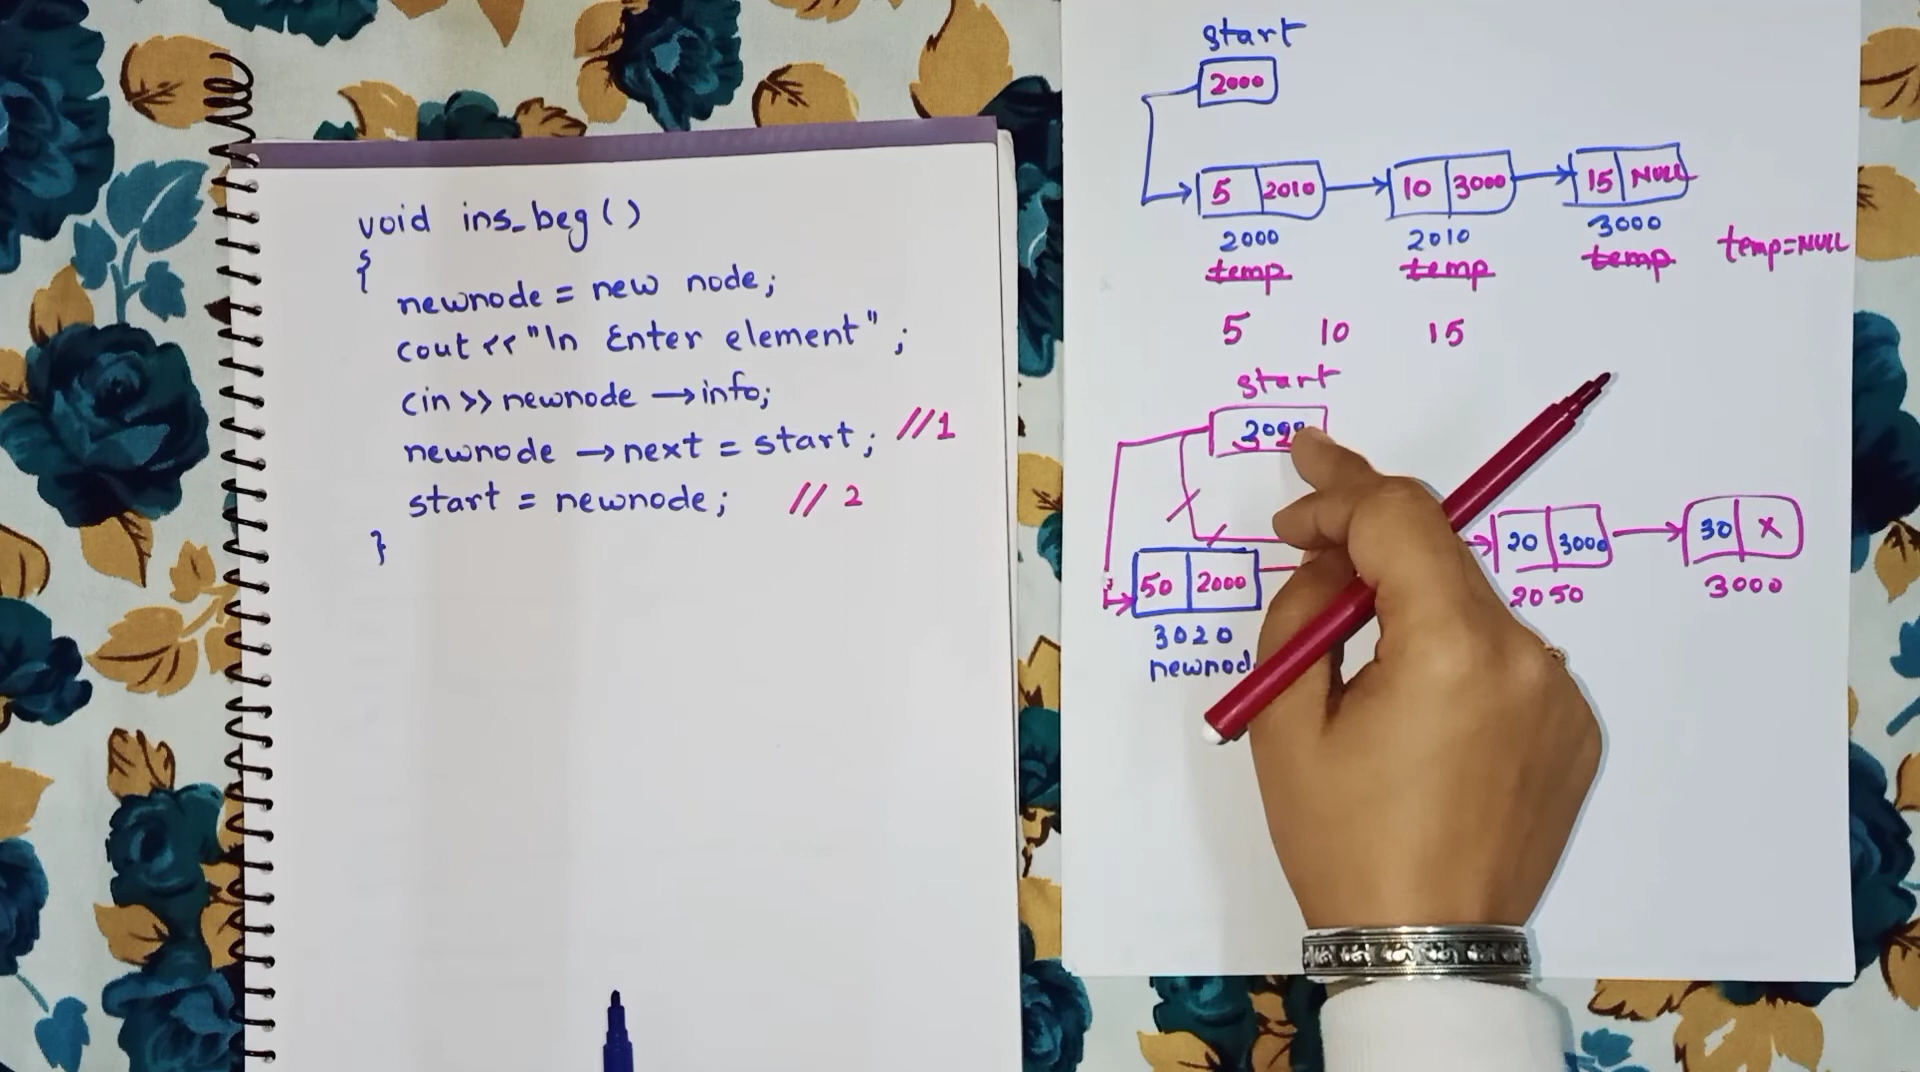 void ins_beg()
{
newnode = new node;
cout << "\n Enter element" ;
cin >> newnode →info;
newnode →next = start; //1
start = newnode; // 2
}
start
2000
5 2010 10 3000 15 NULL
2000 2010 3000
temp temp temp temp=NULL
5 10 15
start
50 2000 20 3000 30 X
3020 2050 3000